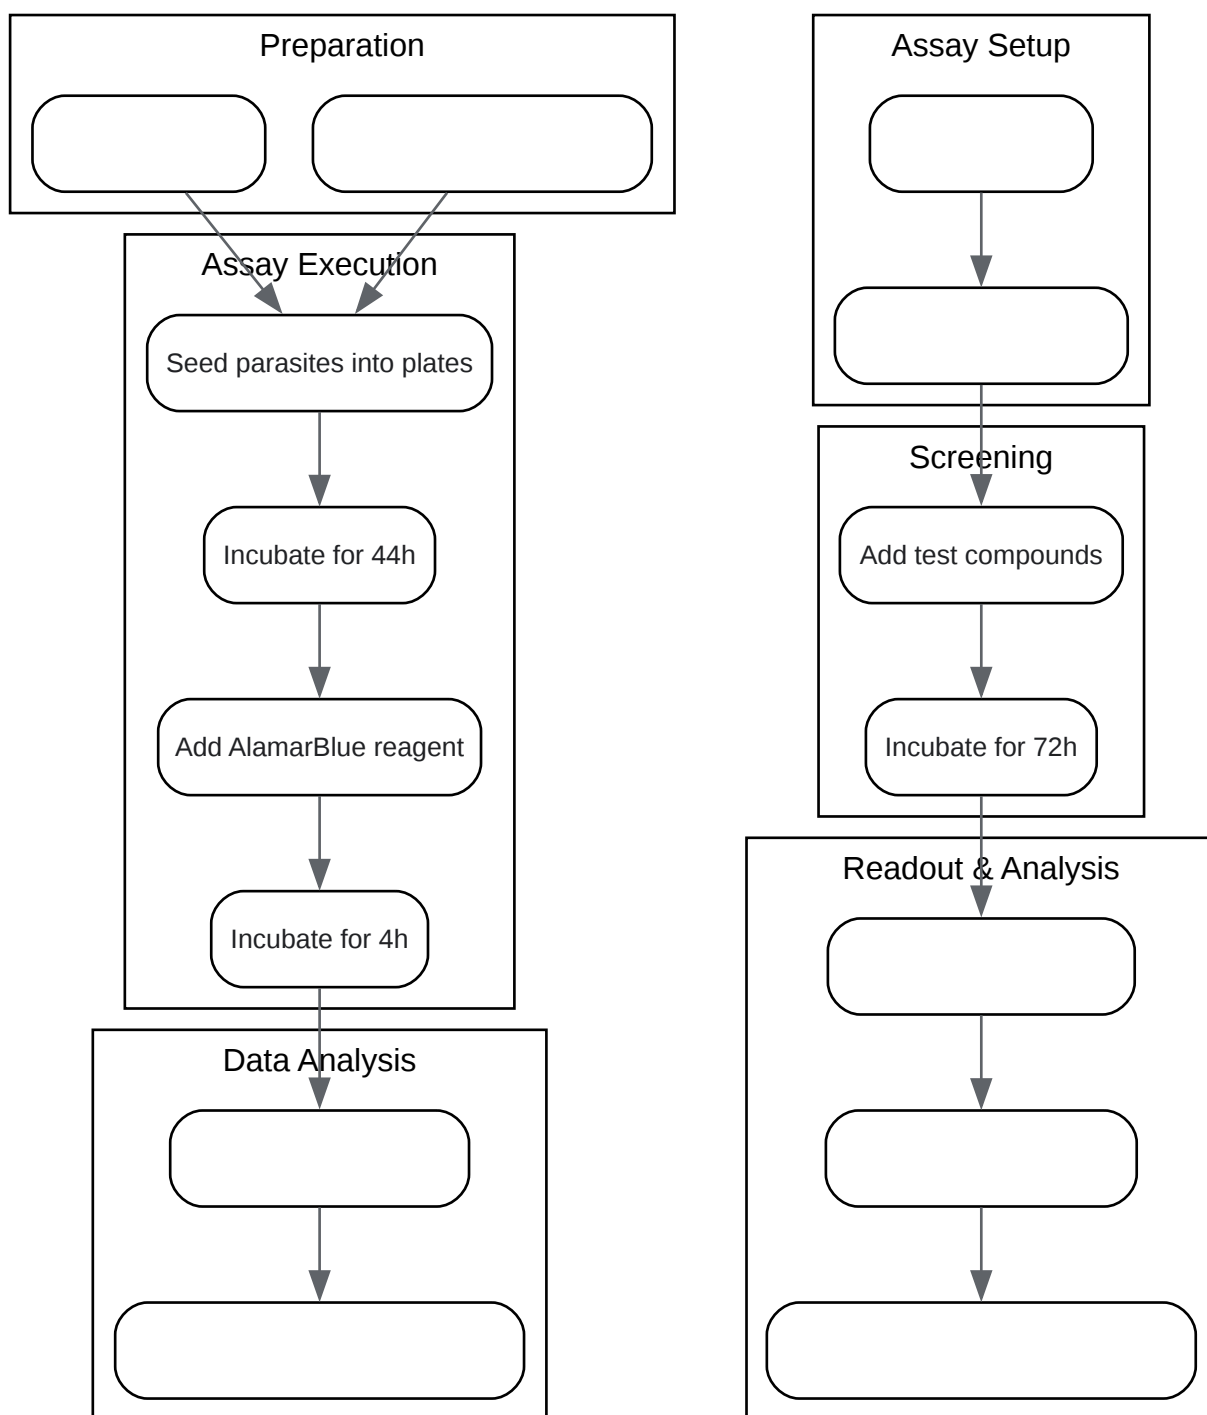 Preparation
Assay Execution
Seed parasites into plates
Incubate for 44h
Add AlamarBlue reagent
Incubate for 4h
Data Analysis
Assay Setup
Screening
Add test compounds
Incubate for 72h
Readout & Analysis